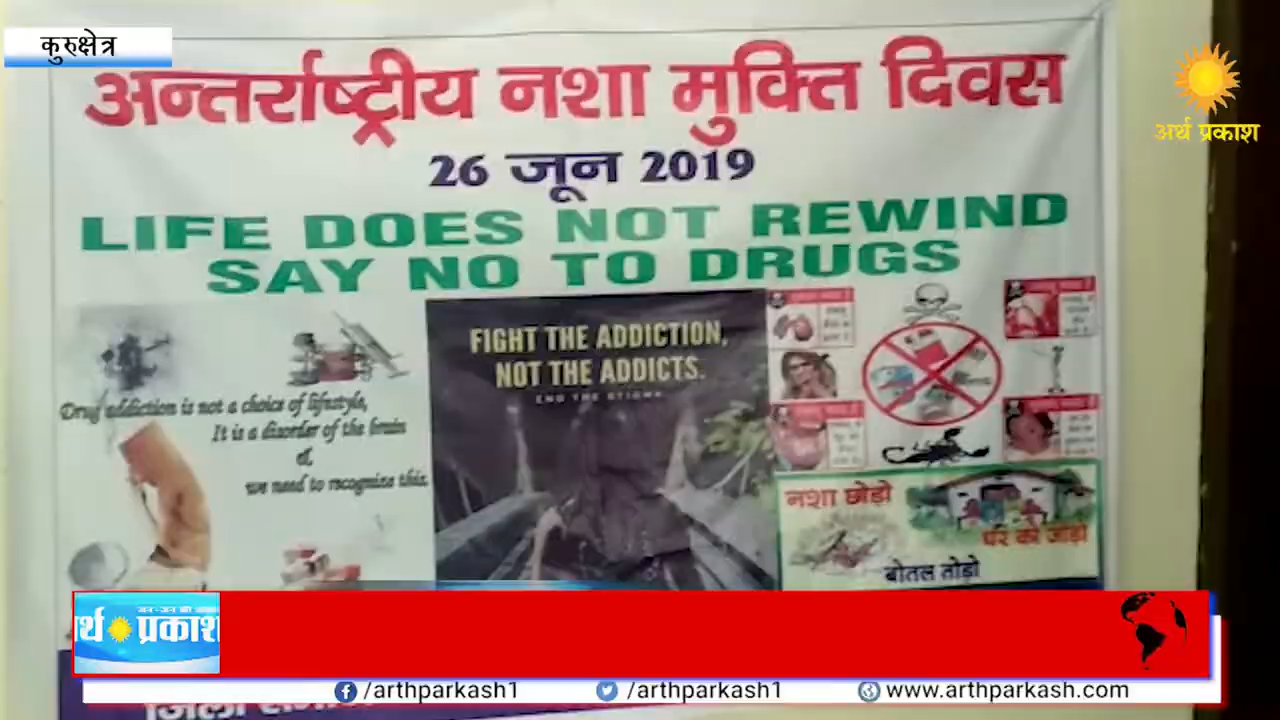 कुरुक्षेत्र
अर्थ प्रकाश
अन्तर्राष्ट्रीय नशा मुक्ति दिवस
26 जून 2019
LIFE DOES NOT REWIND
SAY NO TO DRUGS
FIGHT THE ADDICTION,
NOT THE ADDICTS.
END THE STIGMA
Drug addiction is not a choice of lifestyle,
It is a disorder of the brain
&
we need to recognize this.
नशा छोड़ो
घर को जोड़ो
बोतल तोड़ो
र्थ प्रकाश
जिला
/arthparkash1
/arthparkash1
www.arthparkash.com